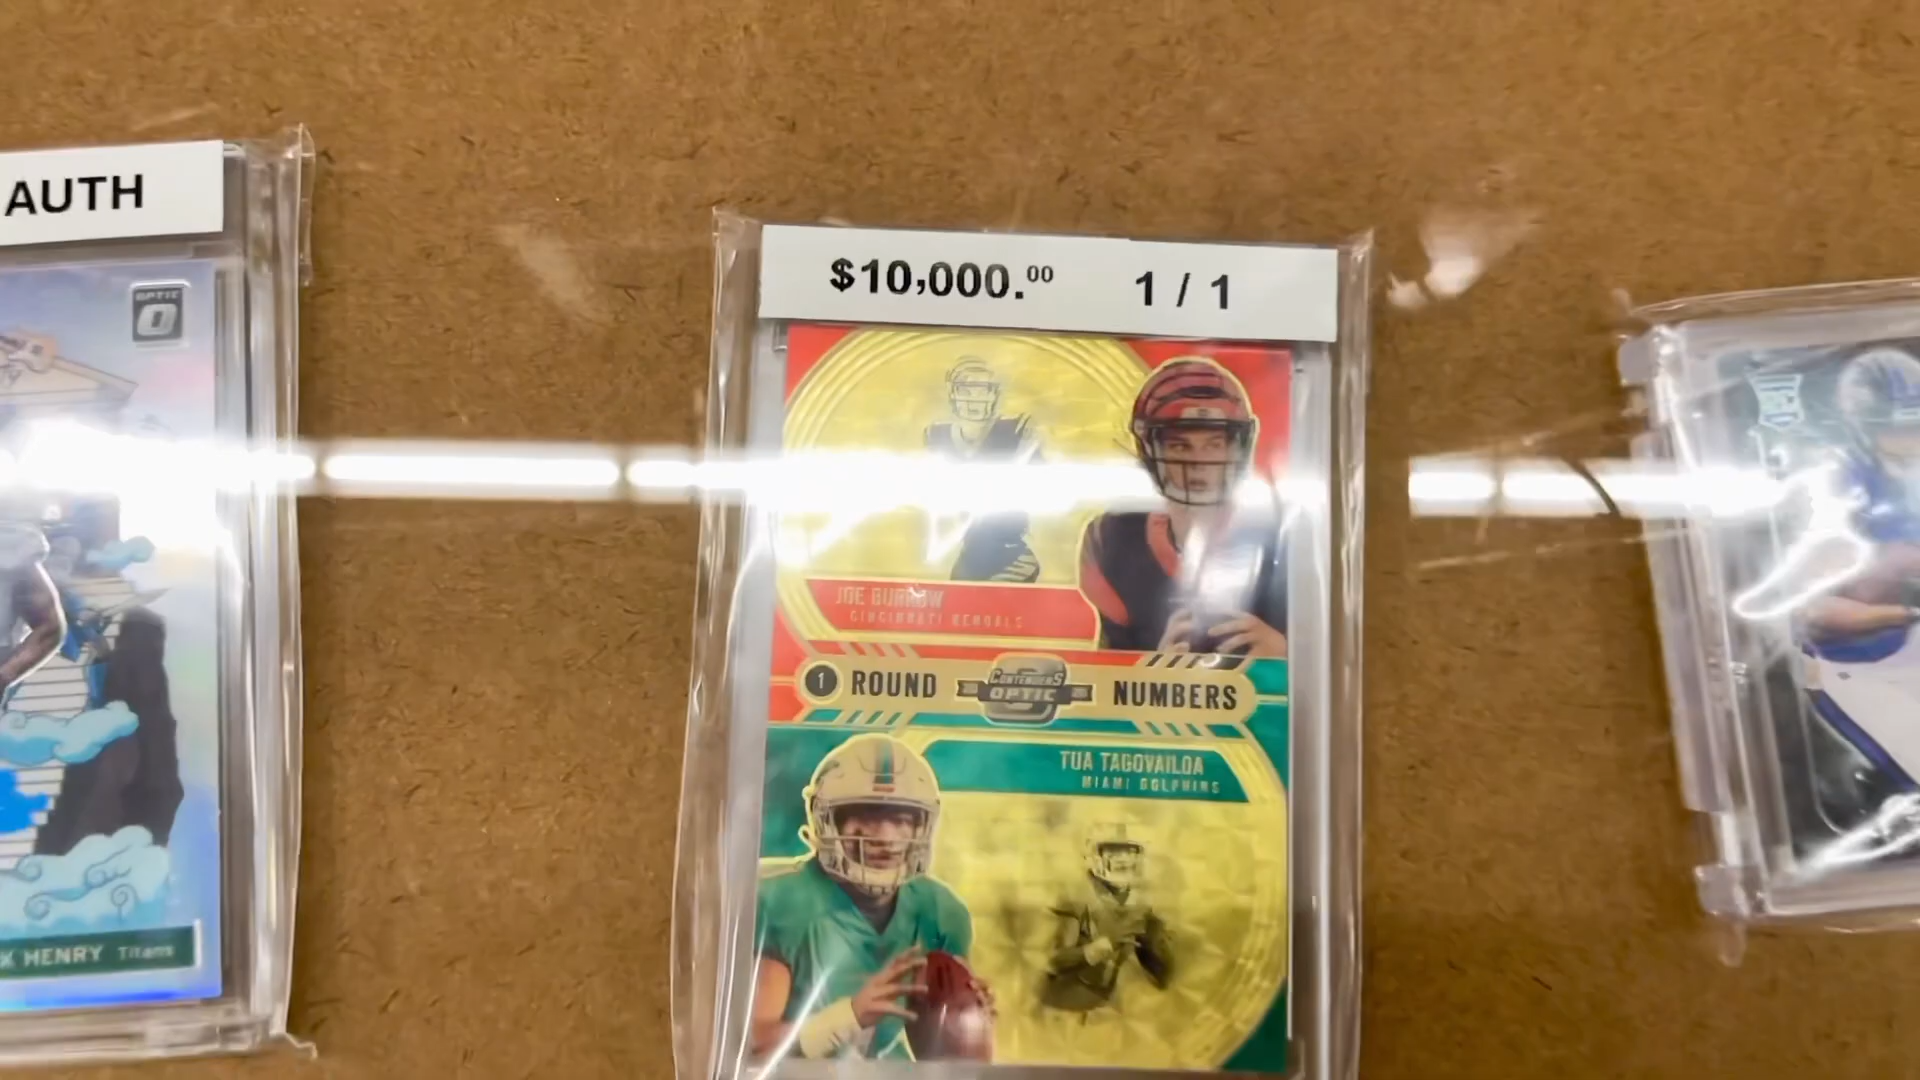 AUTH
OPTIC
K HENRY Titans
$10,000.00 1 / 1
JOE BURROW
CINCINNATI BENGALS
1 ROUND CONTENDERS OPTIC NUMBERS
TUA TAGOVAILOA
MIAMI DOLPHINS